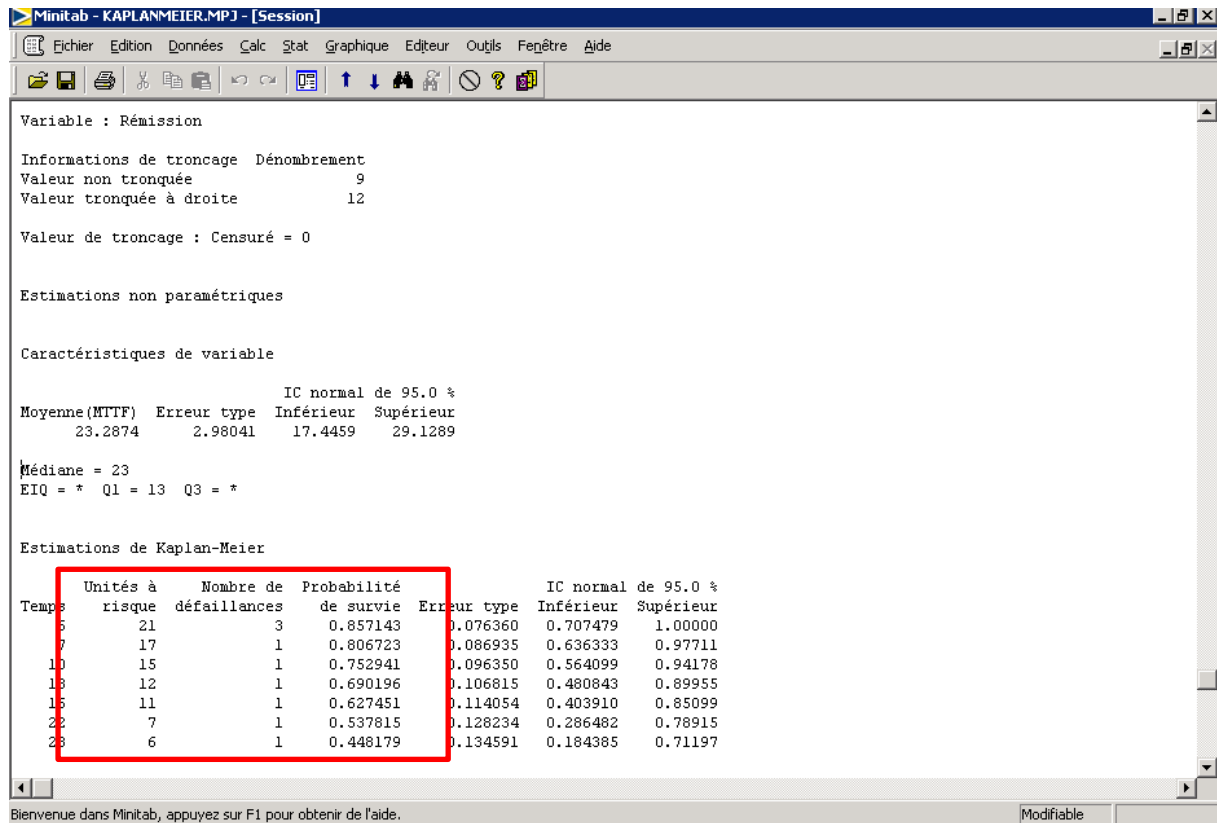 Minitab - KAPLANMEIER.MPJ - [Session]
Fichier Edition Données Calc Stat Graphique Editeur Outils Fenêtre Aide
Variable : Rémission
Informations de troncage Dénombrement
Valeur non tronquée 9
Valeur tronquée à droite 12
Valeur de troncage : Censuré = 0
Estimations non paramétriques
Caractéristiques de variable
IC normal de 95.0 %
Moyenne(MTTF) Erreur type Inférieur Supérieur
23.2874 2.98041 17.4459 29.1289
Médiane = 23
EIQ = * Q1 = 13 Q3 = *
Estimations de Kaplan-Meier
Unités à Nombre de Probabilité IC normal de 95.0 %
Temps risque défaillances de survie Erreur type Inférieur Supérieur
6 21 3 0.857143 0.076360 0.707479 1.00000
7 17 1 0.806723 0.086935 0.636333 0.97711
10 15 1 0.752941 0.096350 0.564099 0.94178
13 12 1 0.690196 0.106815 0.480843 0.89955
16 11 1 0.627451 0.114054 0.403910 0.85099
22 7 1 0.537815 0.128234 0.286482 0.78915
23 6 1 0.448179 0.134591 0.184385 0.71197
Bienvenue dans Minitab, appuyez sur F1 pour obtenir de l'aide. Modifiable